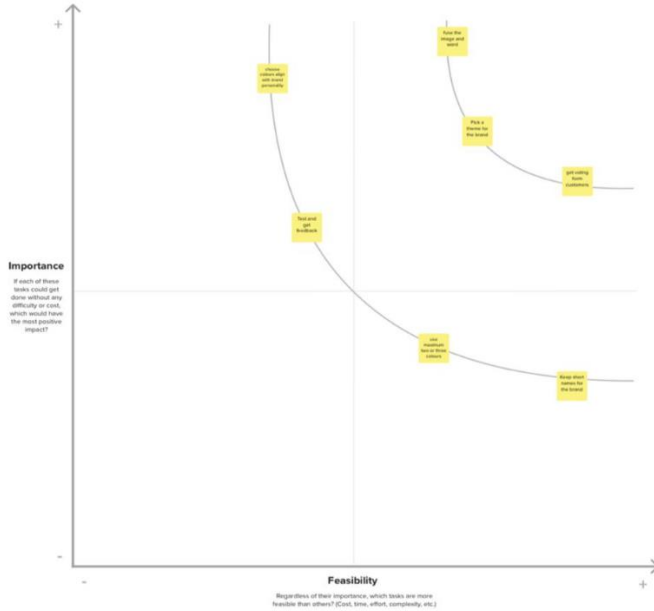 +
fuse the
image and
word
choose
colours align
with brand
personality
Pick a
theme for
the brand
get rating
from
customers
Test and
get
feedback
Importance
If each of these
tasks could get
done without any
difficulty or cost,
which would have
the most positive
impact?
use
maximum
two or three
colours
Keep short
names for
the brand
-
-
Feasibility
+
Regardless of their importance, which tasks are more
feasible than others? (Cost, time, effort, complexity, etc.)